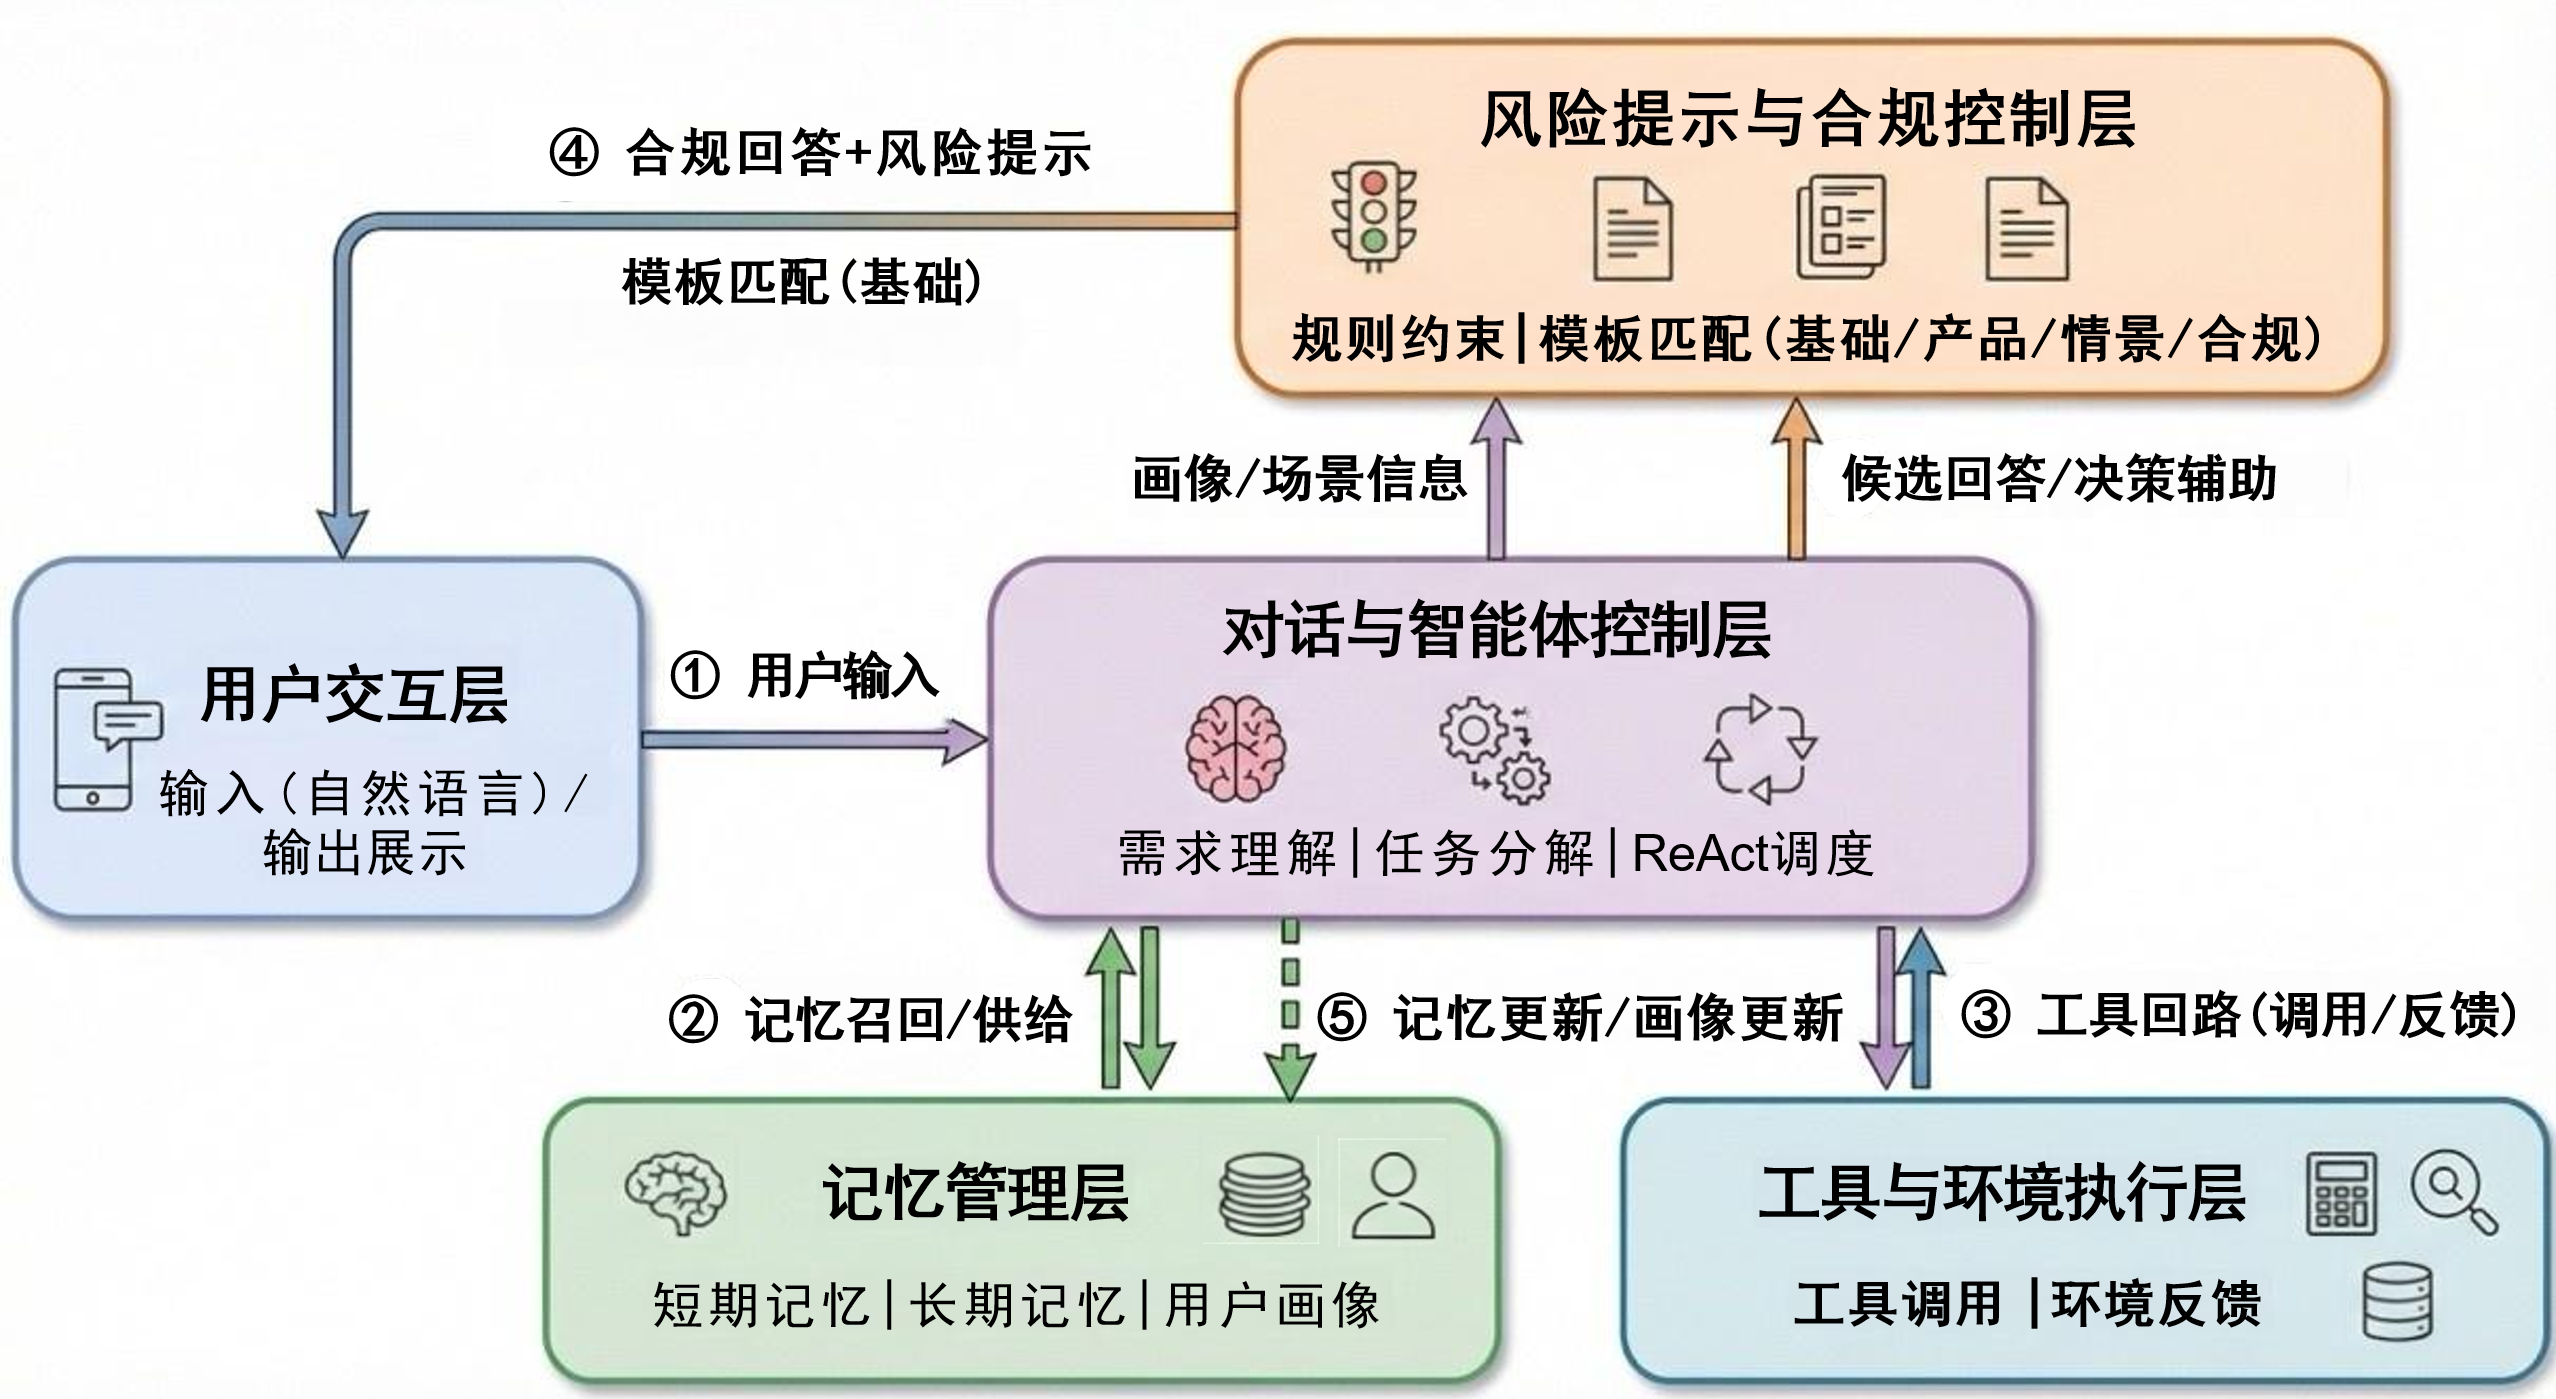 风险提示与合规控制层
规则约束|模板匹配(基础/产品/情景/合规)
④ 合规回答+风险提示
模板匹配(基础)
画像/场景信息
候选回答/决策辅助
用户交互层
输入(自然语言)/
输出展示
① 用户输入
对话与智能体控制层
需求理解|任务分解|ReAct调度
② 记忆召回/供给
⑤ 记忆更新/画像更新
③ 工具回路(调用/反馈)
记忆管理层
短期记忆|长期记忆|用户画像
工具与环境执行层
工具调用 |环境反馈